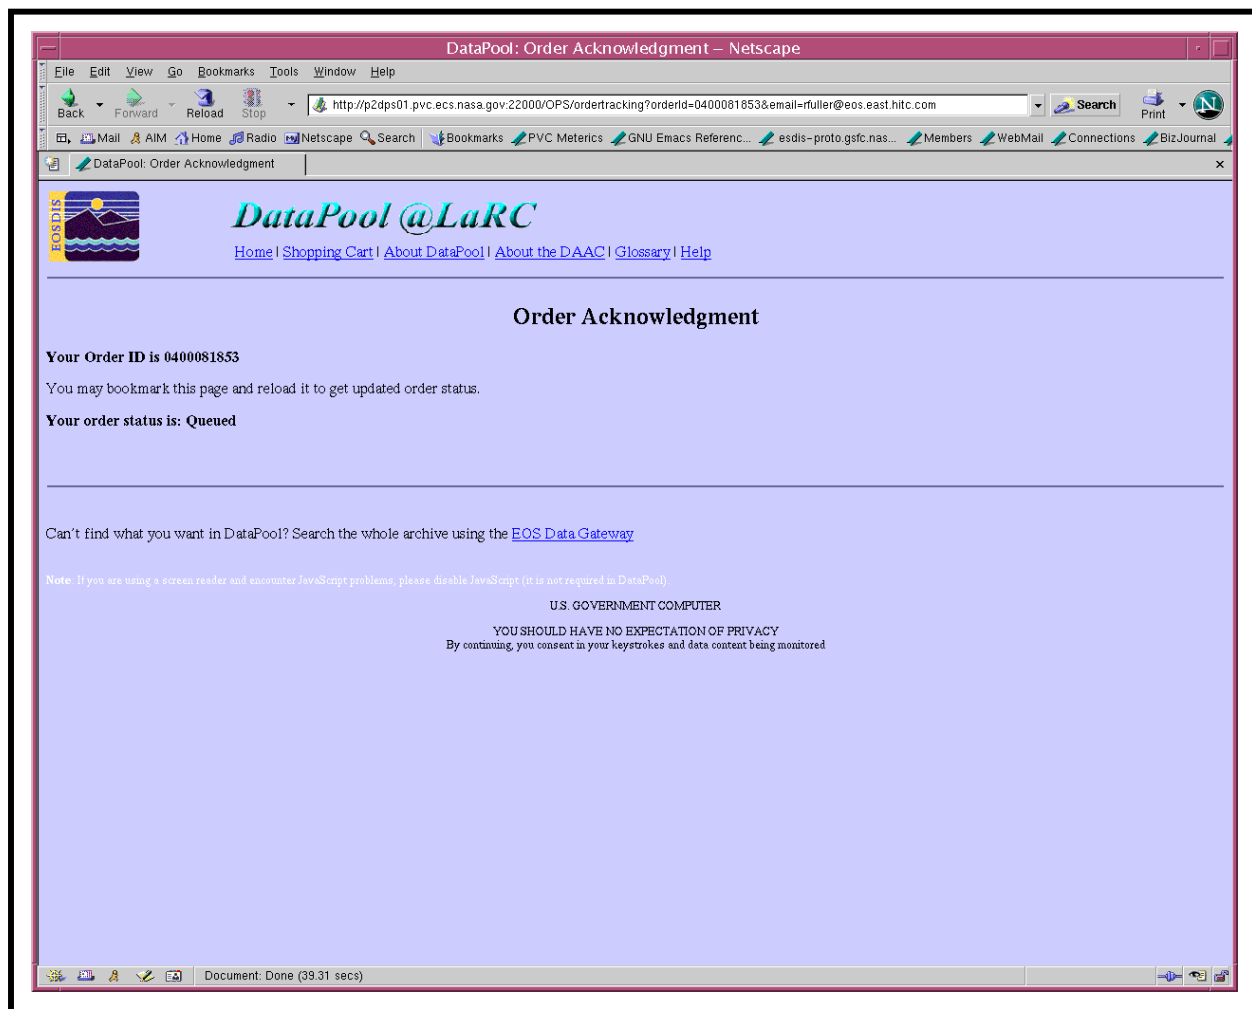 DataPool: Order Acknowledgment – Netscape
File Edit View Go Bookmarks Tools Window Help
Back Forward Reload Stop http://p2dps01.pvc.ecs.nasa.gov:22000/OPS/ordertracking?orderId=0400081853&email=rfuller@eos.east.hitc.com Search Print N
Mail AIM Home Radio Netscape Search Bookmarks PVC Meterics GNU Emacs Referenc... esdis-proto.gsfc.nas... Members WebMail Connections BizJournal
DataPool: Order Acknowledgment
EOSDIS
DataPool @LaRC
Home | Shopping Cart | About DataPool | About the DAAC | Glossary | Help
Order Acknowledgment
Your Order ID is 0400081853
You may bookmark this page and reload it to get updated order status.
Your order status is: Queued
Can't find what you want in DataPool? Search the whole archive using the EOS Data Gateway
Note: If you are using a screen reader and encounter JavaScript problems, please disable JavaScript (it is not required in DataPool).
U.S. GOVERNMENT COMPUTER
YOU SHOULD HAVE NO EXPECTATION OF PRIVACY
By continuing, you consent in your keystrokes and data content being monitored
Document: Done (39.31 secs)